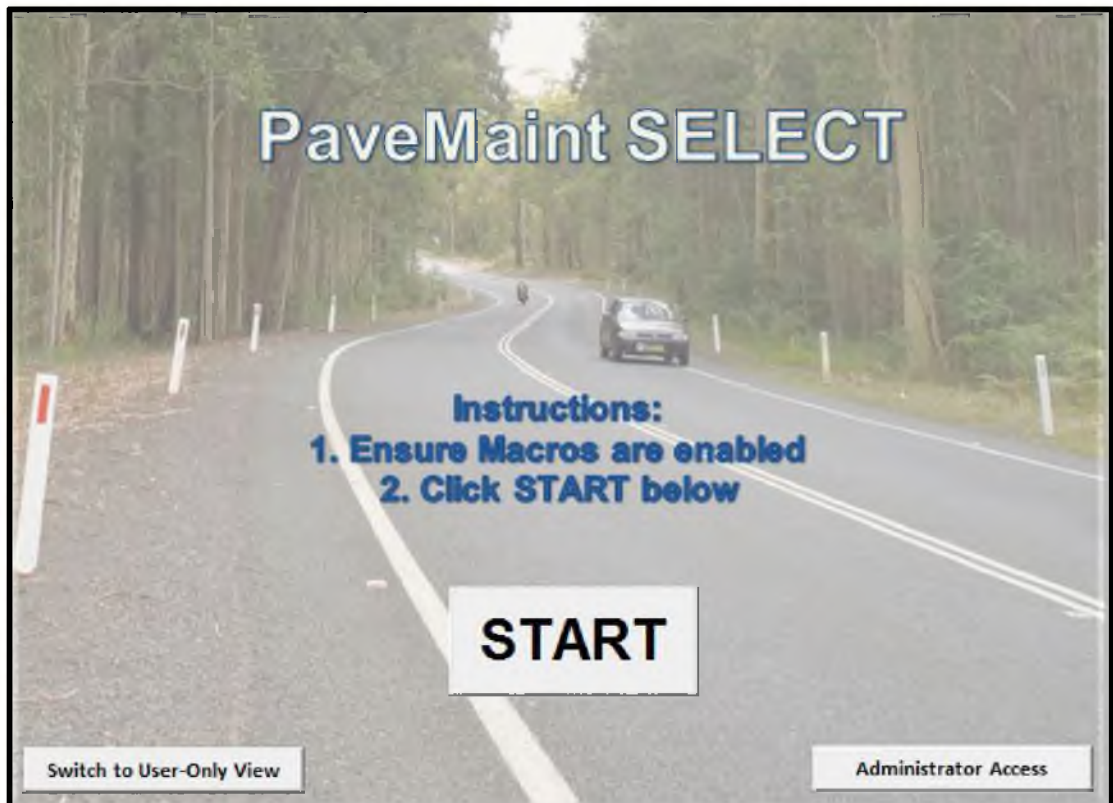 PaveMaint SELECT
Instructions:
1. Ensure Macros are enabled
2. Click START below
START
Switch to User-Only View
Administrator Access